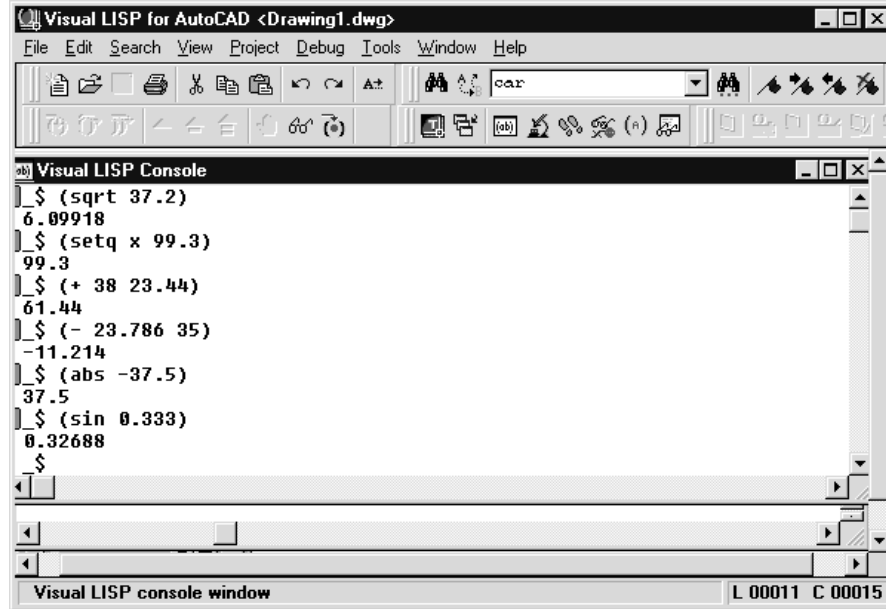 Visual LISP for AutoCAD <Drawing1.dwg>
File Edit Search View Project Debug Tools Window Help
car
Visual LISP Console
_$ (sqrt 37.2)
6.09918
_$ (setq x 99.3)
99.3
_$ (+ 38 23.44)
61.44
_$ (- 23.786 35)
-11.214
_$ (abs -37.5)
37.5
_$ (sin 0.333)
0.32688
_$
Visual LISP console window L 00011 C 00015